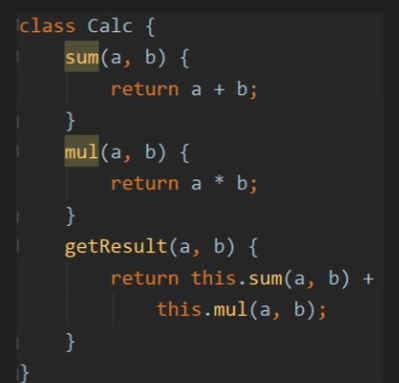 class Calc {
    sum(a, b) {
        return a + b;
    }
    mul(a, b) {
        return a * b;
    }
    getResult(a, b) {
        return this.sum(a, b) +
            this.mul(a, b);
    }
}